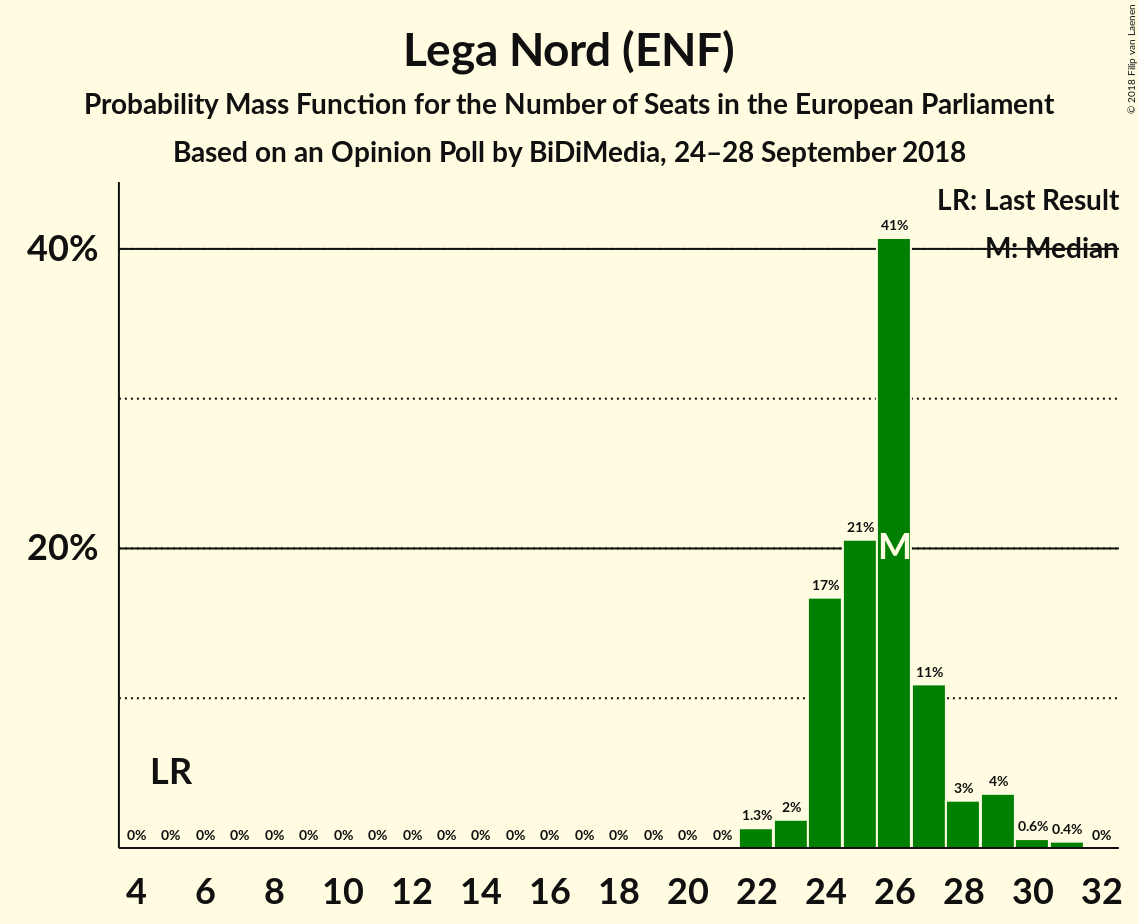 Lega Nord (ENF)
Probability Mass Function for the Number of Seats in the European Parliament
Based on an Opinion Poll by BiDiMedia, 24–28 September 2018
© 2018 Filip van Laenen
LR: Last Result
M: Median
40%
20%
41%
21%
M
17%
11%
LR
0% 0% 0% 0% 0% 0% 0% 0% 0% 0% 0% 0% 0% 0% 0% 0% 0% 0% 1.3% 2% 3% 4% 0.6% 0.4% 0%
4 6 8 10 12 14 16 18 20 22 24 26 28 30 32